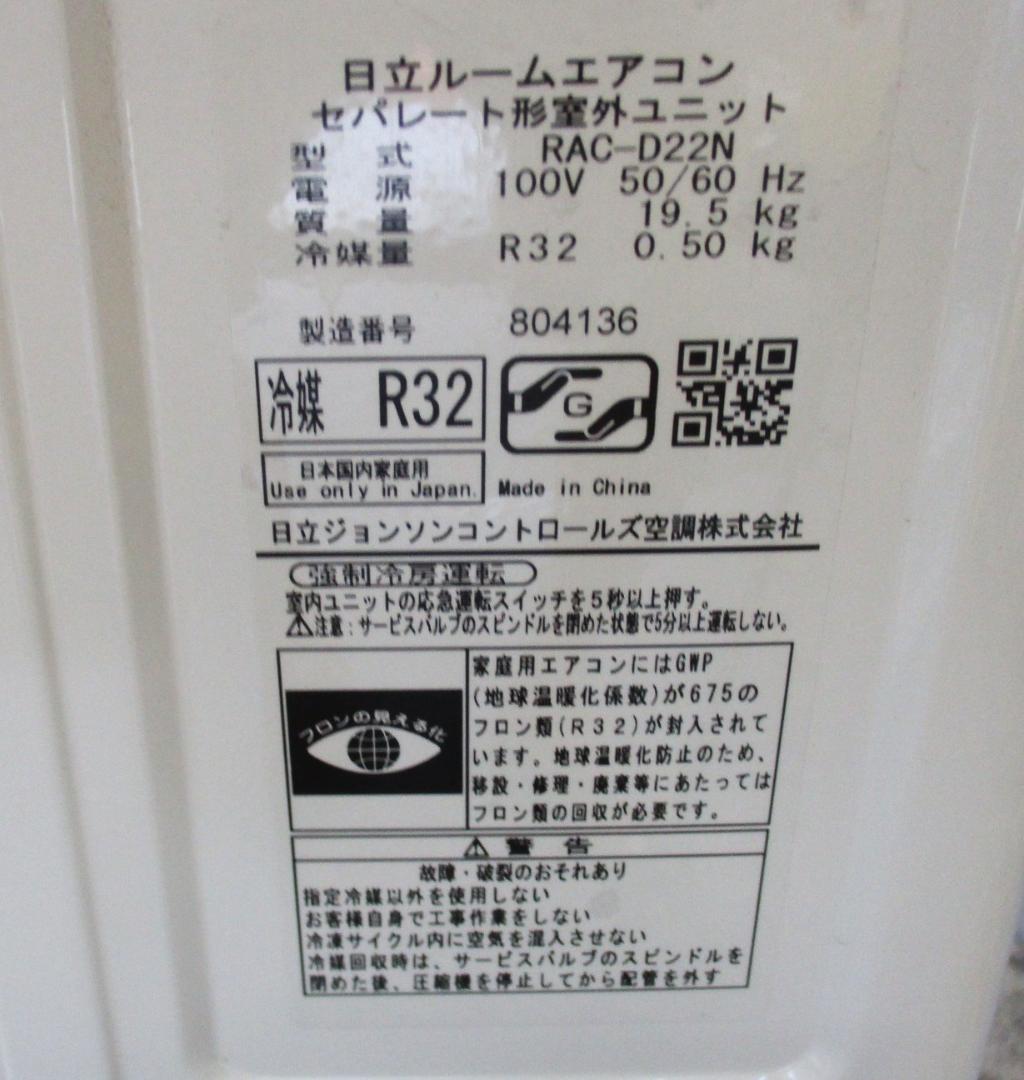 日立ルームエアコン
セパレート形室外ユニット
型 式 RAC-D22N
電 源 100V 50/60 Hz
質 量 19.5 kg
冷媒量 R32 0.50 kg
製造番号 804136
冷媒 R32
G
日本国内家庭用
Use only in Japan. Made in China
日立ジョンソンコントロールズ空調株式会社
強制冷房運転
室内ユニットの応急運転スイッチを5秒以上押す。
⚠注意:サービスバルブのスピンドルを閉めた状態で5分以上運転しない。
フロンの見える化
家庭用エアコンにはGWP
(地球温暖化係数)が675の
フロン類(R32)が封入されて
います。地球温暖化防止のため、
移設・修理・廃棄等にあたっては
フロン類の回収が必要です。
⚠ 警 告
故障・破裂のおそれあり
指定冷媒以外を使用しない
お客様自身で工事作業をしない
冷凍サイクル内に空気を混入させない
冷媒回収時は、サービスバルブのスピンドルを
閉めた後、圧縮機を停止してから配管を外す